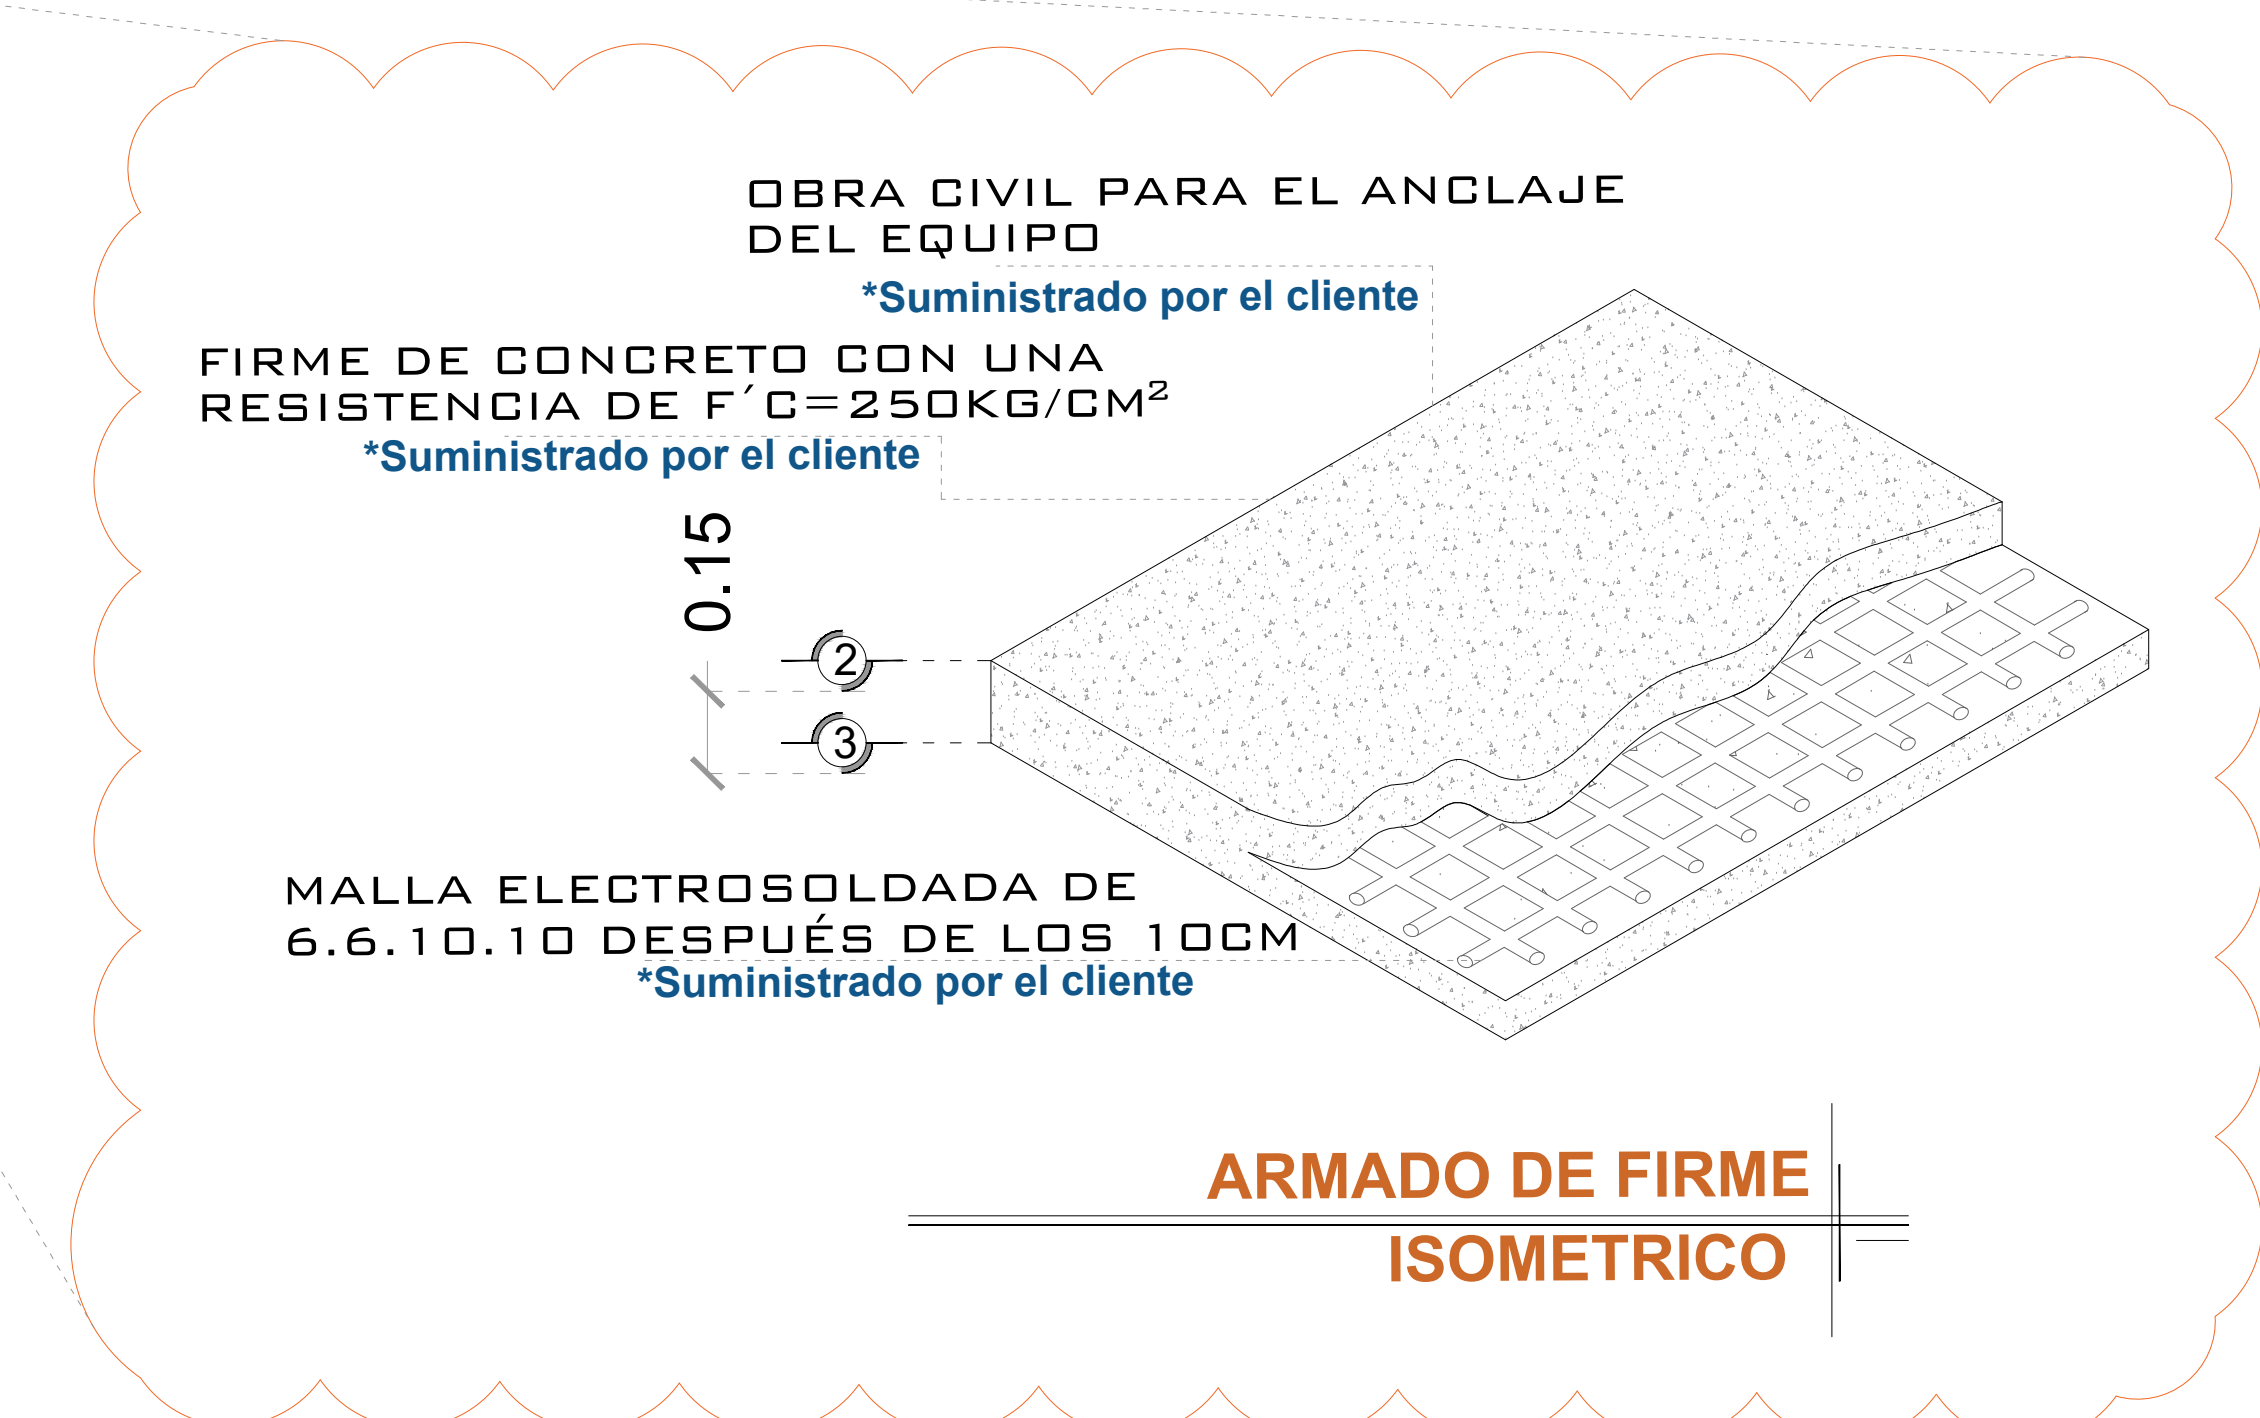 OBRA CIVIL PARA EL ANCLAJE
DEL EQUIPO
*Suministrado por el cliente
FIRME DE CONCRETO CON UNA
RESISTENCIA DE F´C=250KG/CM²
*Suministrado por el cliente
0.15
2
3
MALLA ELECTROSOLDADA DE
6.6.10.10 DESPUÉS DE LOS 10CM
*Suministrado por el cliente
ARMADO DE FIRME
ISOMETRICO